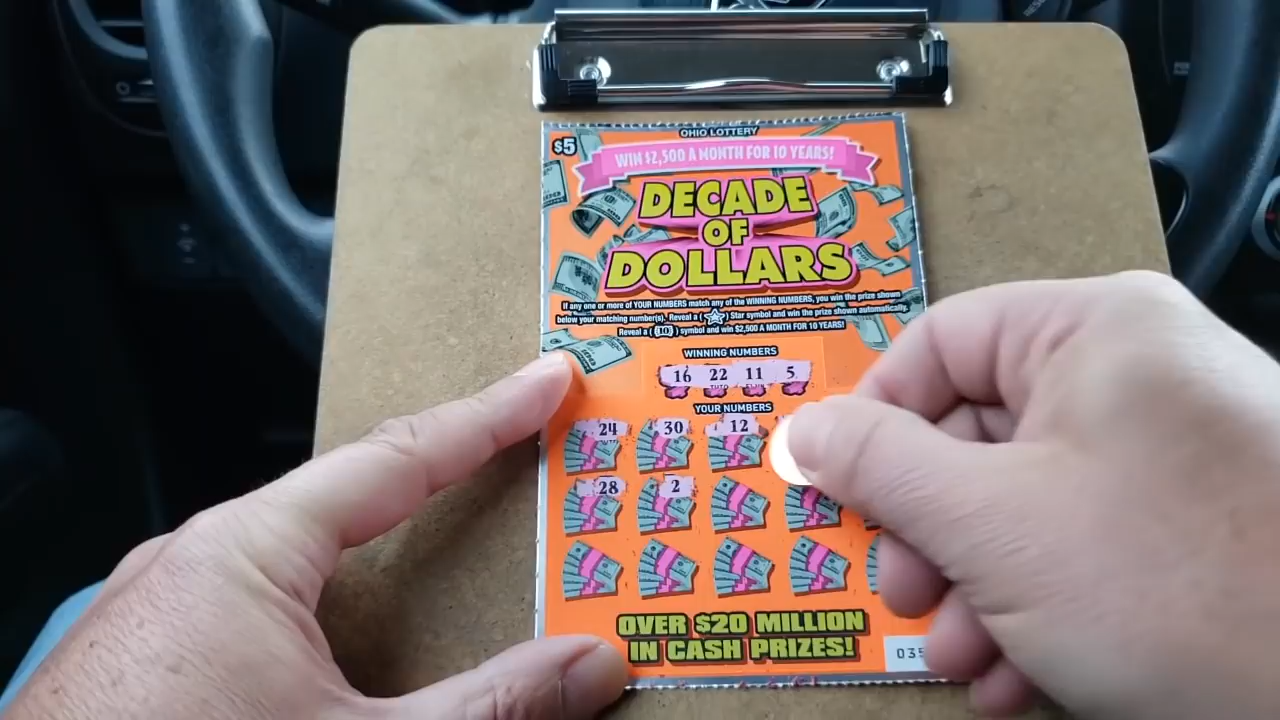 OHIO LOTTERY
$5
WIN $2,500 A MONTH FOR 10 YEARS!
DECADE
OF
DOLLARS
If any one or more of YOUR NUMBERS match any of the WINNING NUMBERS, you win the prize shown
below your matching number(s). Reveal a ( ) Star symbol and win the prize shown automatically.
Reveal a (10) symbol and win $2,500 A MONTH FOR 10 YEARS!
WINNING NUMBERS
16 22 11 5
YOUR NUMBERS
24 30 12
28 2
OVER $20 MILLION
IN CASH PRIZES!
035